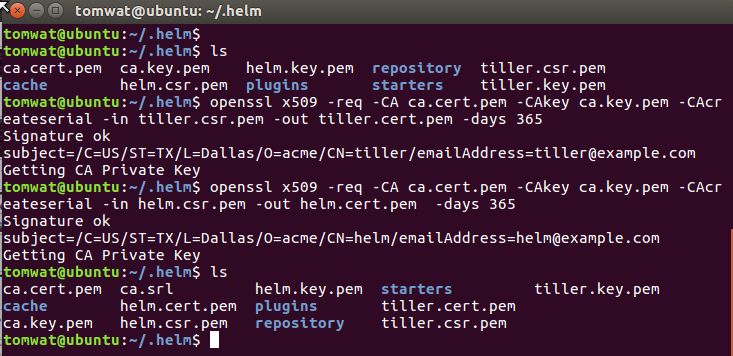 tomwat@ubuntu: ~/.helm
tomwat@ubuntu:~/.helm$
tomwat@ubuntu:~/.helm$ ls
ca.cert.pem  ca.key.pem    helm.key.pem  repository  tiller.csr.pem
cache        helm.csr.pem  plugins       starters    tiller.key.pem
tomwat@ubuntu:~/.helm$ openssl x509 -req -CA ca.cert.pem -CAkey ca.key.pem -CAcr
eateserial -in tiller.csr.pem -out tiller.cert.pem -days 365
Signature ok
subject=/C=US/ST=TX/L=Dallas/O=acme/CN=tiller/emailAddress=tiller@example.com
Getting CA Private Key
tomwat@ubuntu:~/.helm$ openssl x509 -req -CA ca.cert.pem -CAkey ca.key.pem -CAcr
eateserial -in helm.csr.pem -out helm.cert.pem  -days 365
Signature ok
subject=/C=US/ST=TX/L=Dallas/O=acme/CN=helm/emailAddress=helm@example.com
Getting CA Private Key
tomwat@ubuntu:~/.helm$ ls
ca.cert.pem  ca.srl         helm.key.pem  starters         tiller.key.pem
cache        helm.cert.pem  plugins       tiller.cert.pem
ca.key.pem   helm.csr.pem   repository    tiller.csr.pem
tomwat@ubuntu:~/.helm$